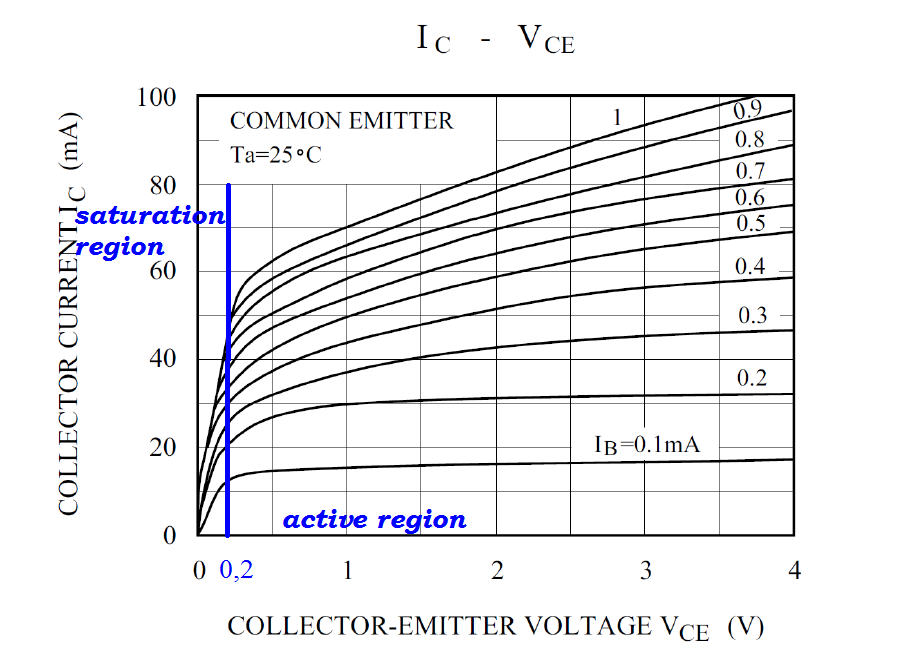 IC - VCE
100
80
60
40
20
0
COLLECTOR CURRENT IC (mA)
COMMON EMITTER
Ta=25°C
saturation
region
active region
1
0.9
0.8
0.7
0.6
0.5
0.4
0.3
0.2
IB=0.1mA
0 0,2 1 2 3 4
COLLECTOR-EMITTER VOLTAGE VCE (V)